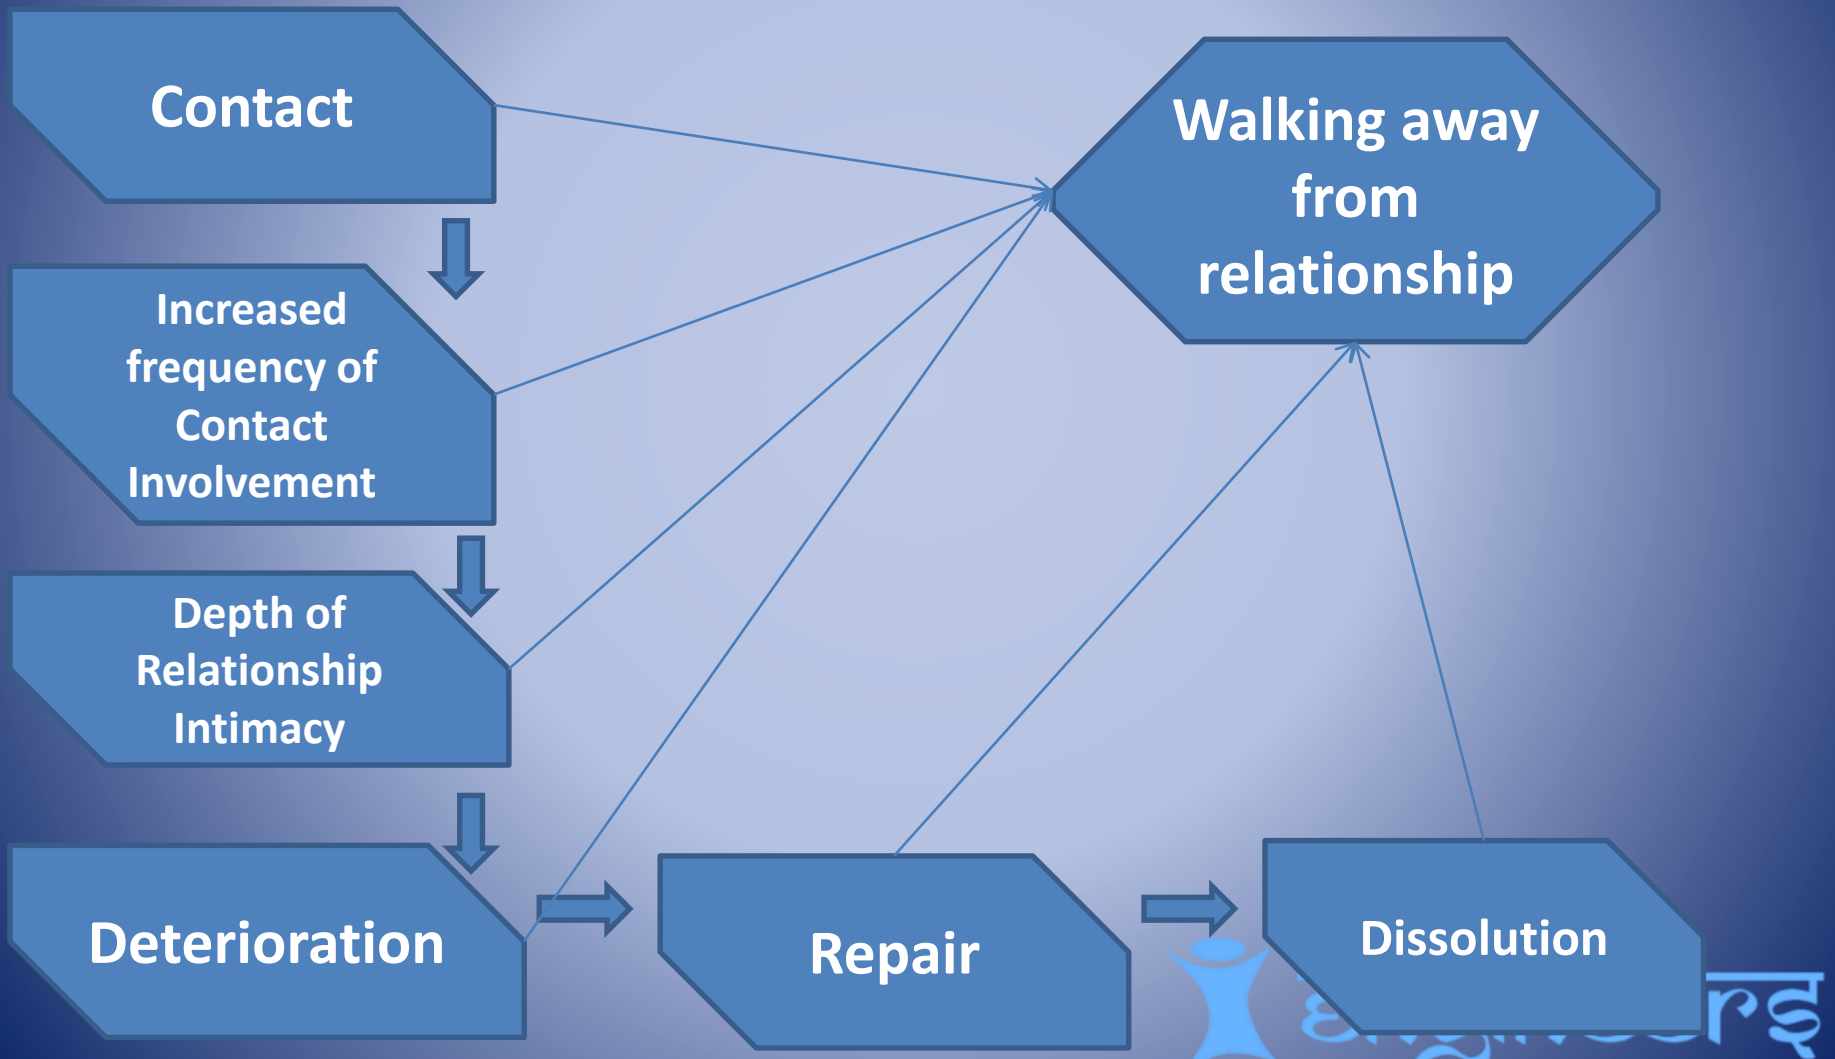 Contact
Walking away
from
relationship
Increased
frequency of
Contact
Involvement
Depth of
Relationship
Intimacy
Deterioration
Repair
Dissolution